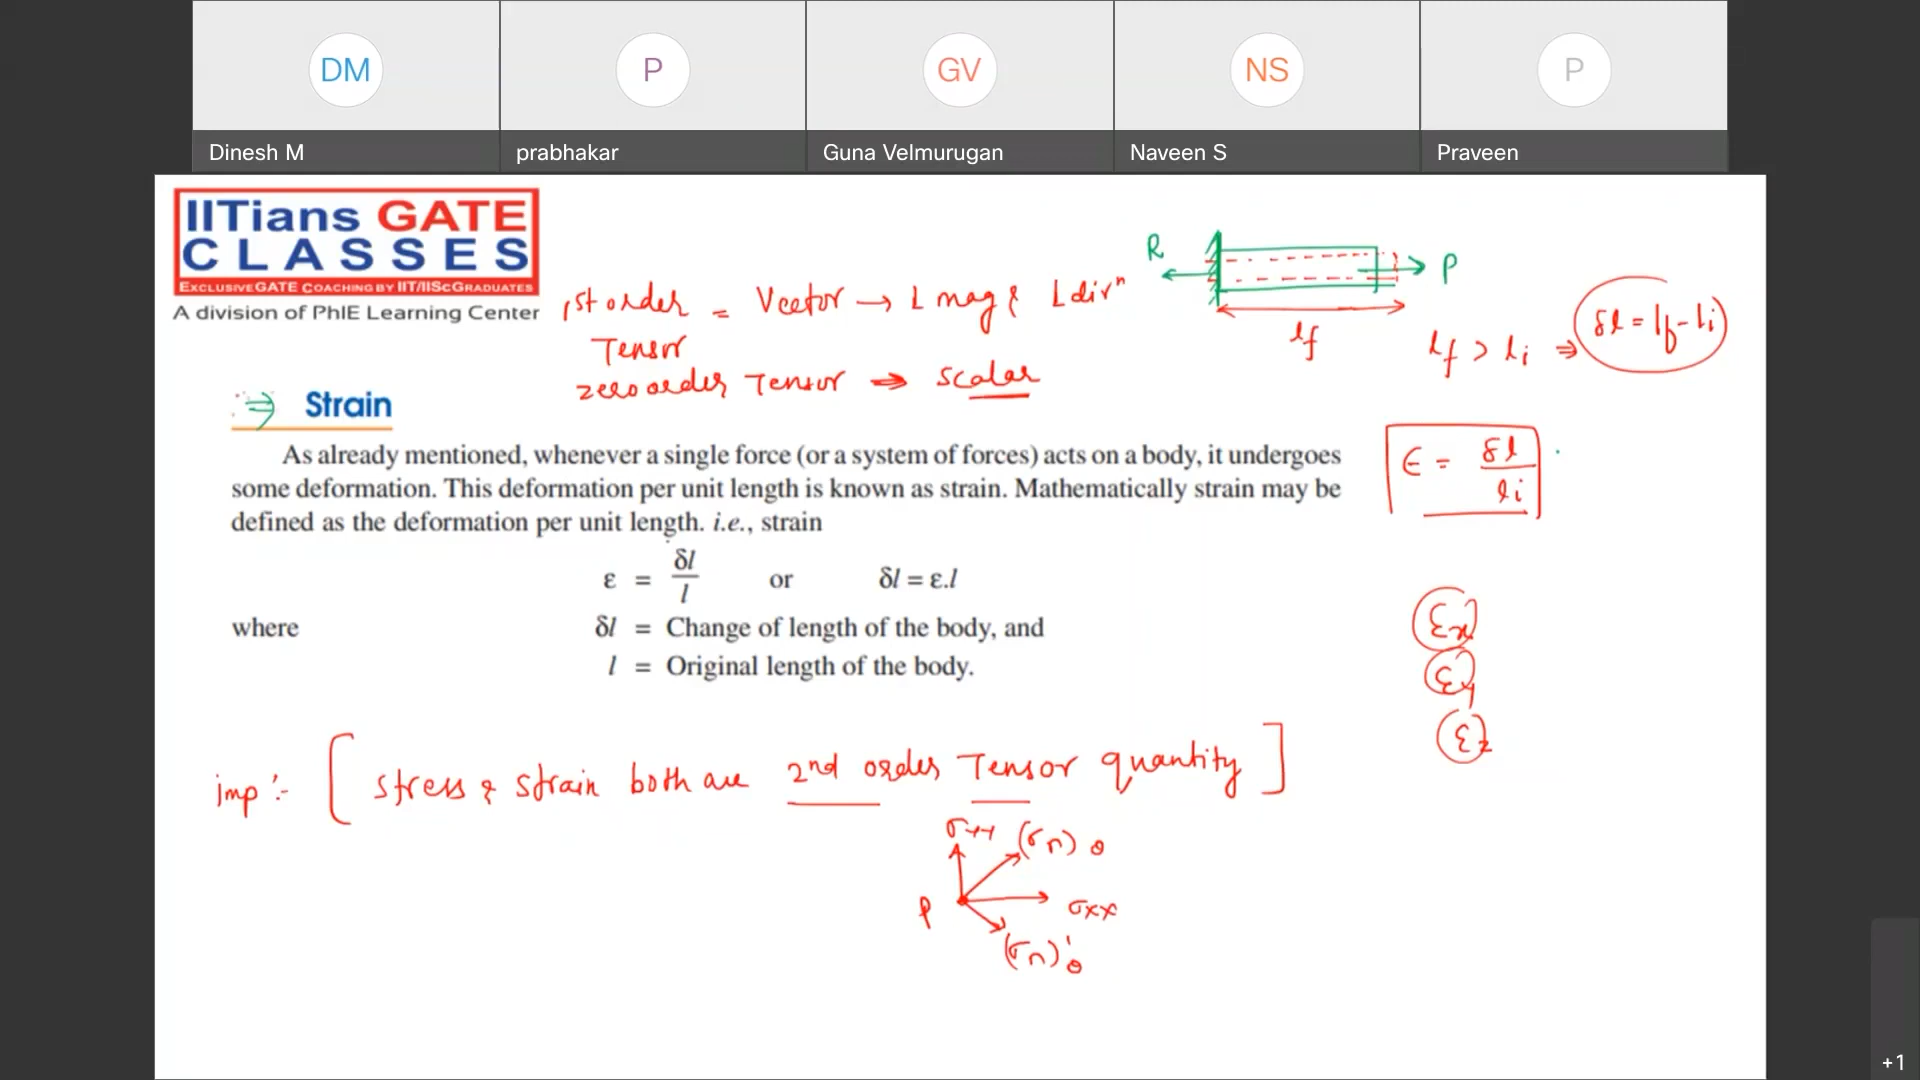 DM P GV NS P
Dinesh M prabhakar Guna Velmurugan Naveen S Praveen
IITians GATE
CLASSES
EXCLUSIVE GATE COACHING BY IIT/IISc GRADUATES
A division of PhIE Learning Center
1st order = Vector → 1 mag & 1 dirⁿ
Tensor
zero order Tensor ⇒ scalar
R P
lf
lf > li ⇒ δl = lf - li
⇒ Strain
As already mentioned, whenever a single force (or a system of forces) acts on a body, it undergoes
some deformation. This deformation per unit length is known as strain. Mathematically strain may be
defined as the deformation per unit length. i.e., strain
ε = δl/l or δl = ε.l
where δl = Change of length of the body, and
l = Original length of the body.
∈ = δl/li
εx
εy
εz
imp :- [ stress & strain both are 2nd order Tensor quantity ]
σyy (σn)θ
P σxx
(σn)'θ
+1